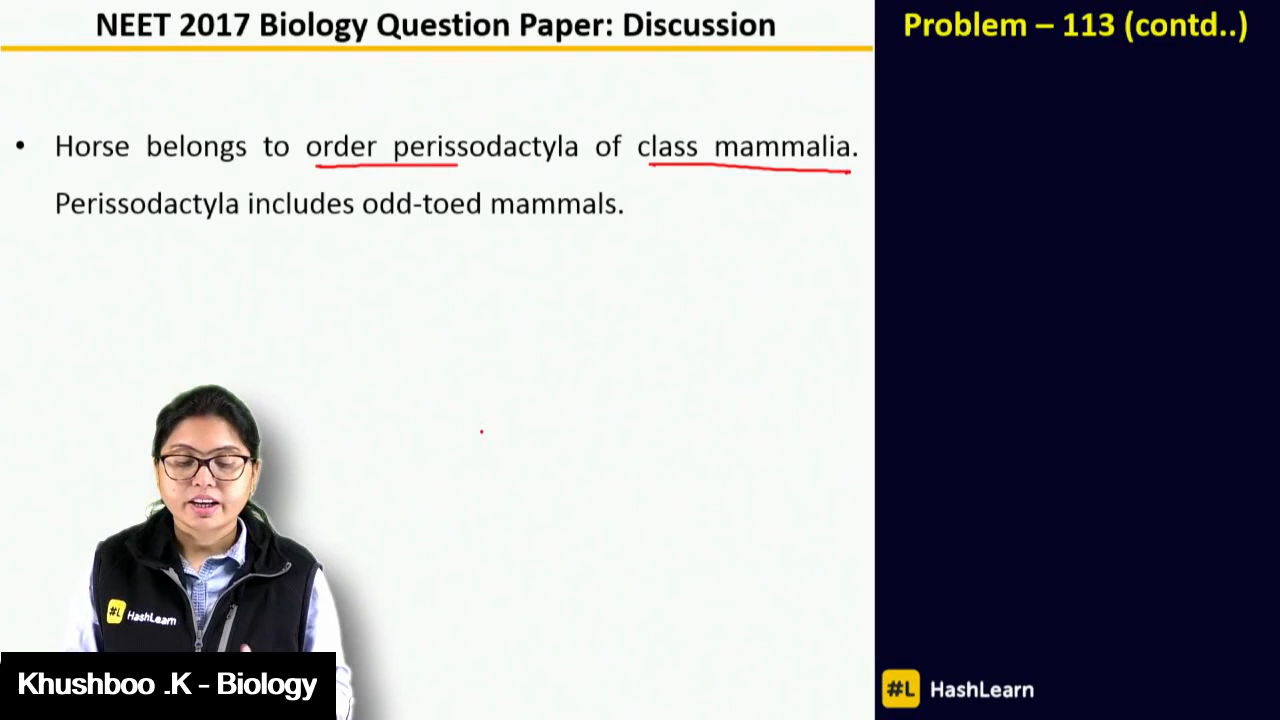 NEET 2017 Biology Question Paper: Discussion
Problem – 113 (contd..)
• Horse belongs to order perissodactyla of class mammalia.
Perissodactyla includes odd-toed mammals.
#L HashLearn
Khushboo .K - Biology
#L HashLearn